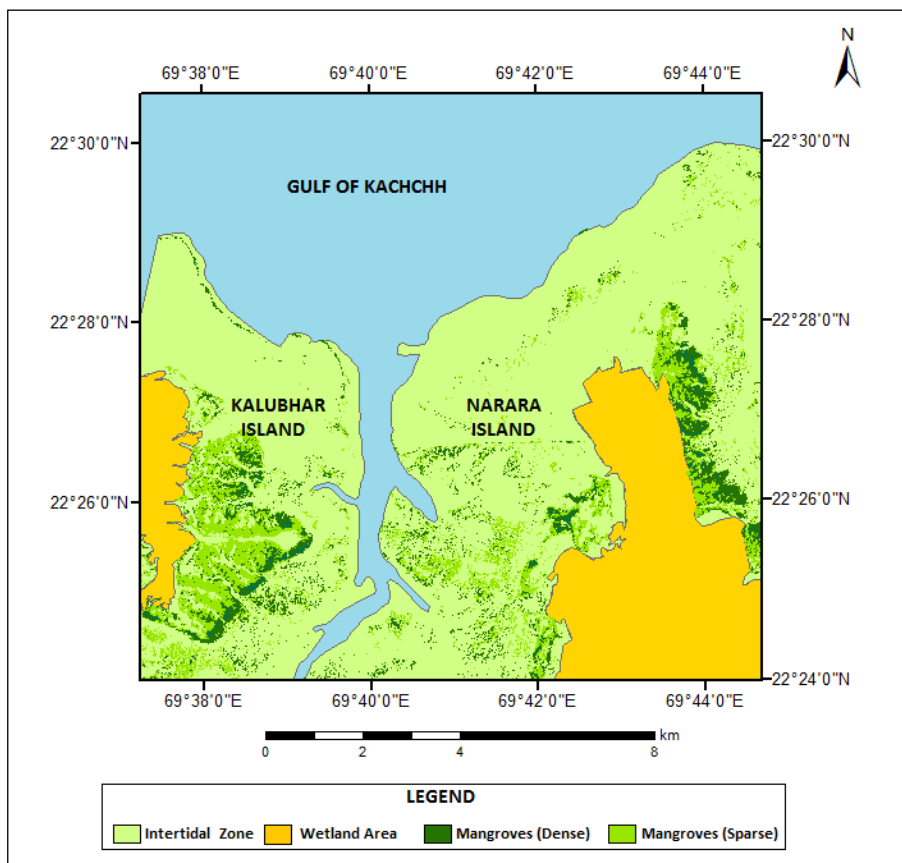 N
69°38'0"E
69°40'0"E
69°42'0"E
69°44'0"E
22°30'0"N
22°30'0"N
GULF OF KACHCHH
22°28'0"N
22°28'0"N
KALUBHAR
ISLAND
NARARA
ISLAND
22°26'0"N
22°26'0"N
22°24'0"N
69°38'0"E
69°40'0"E
69°42'0"E
69°44'0"E
km
0
2
4
8
LEGEND
Intertidal Zone
Wetland Area
Mangroves (Dense)
Mangroves (Sparse)